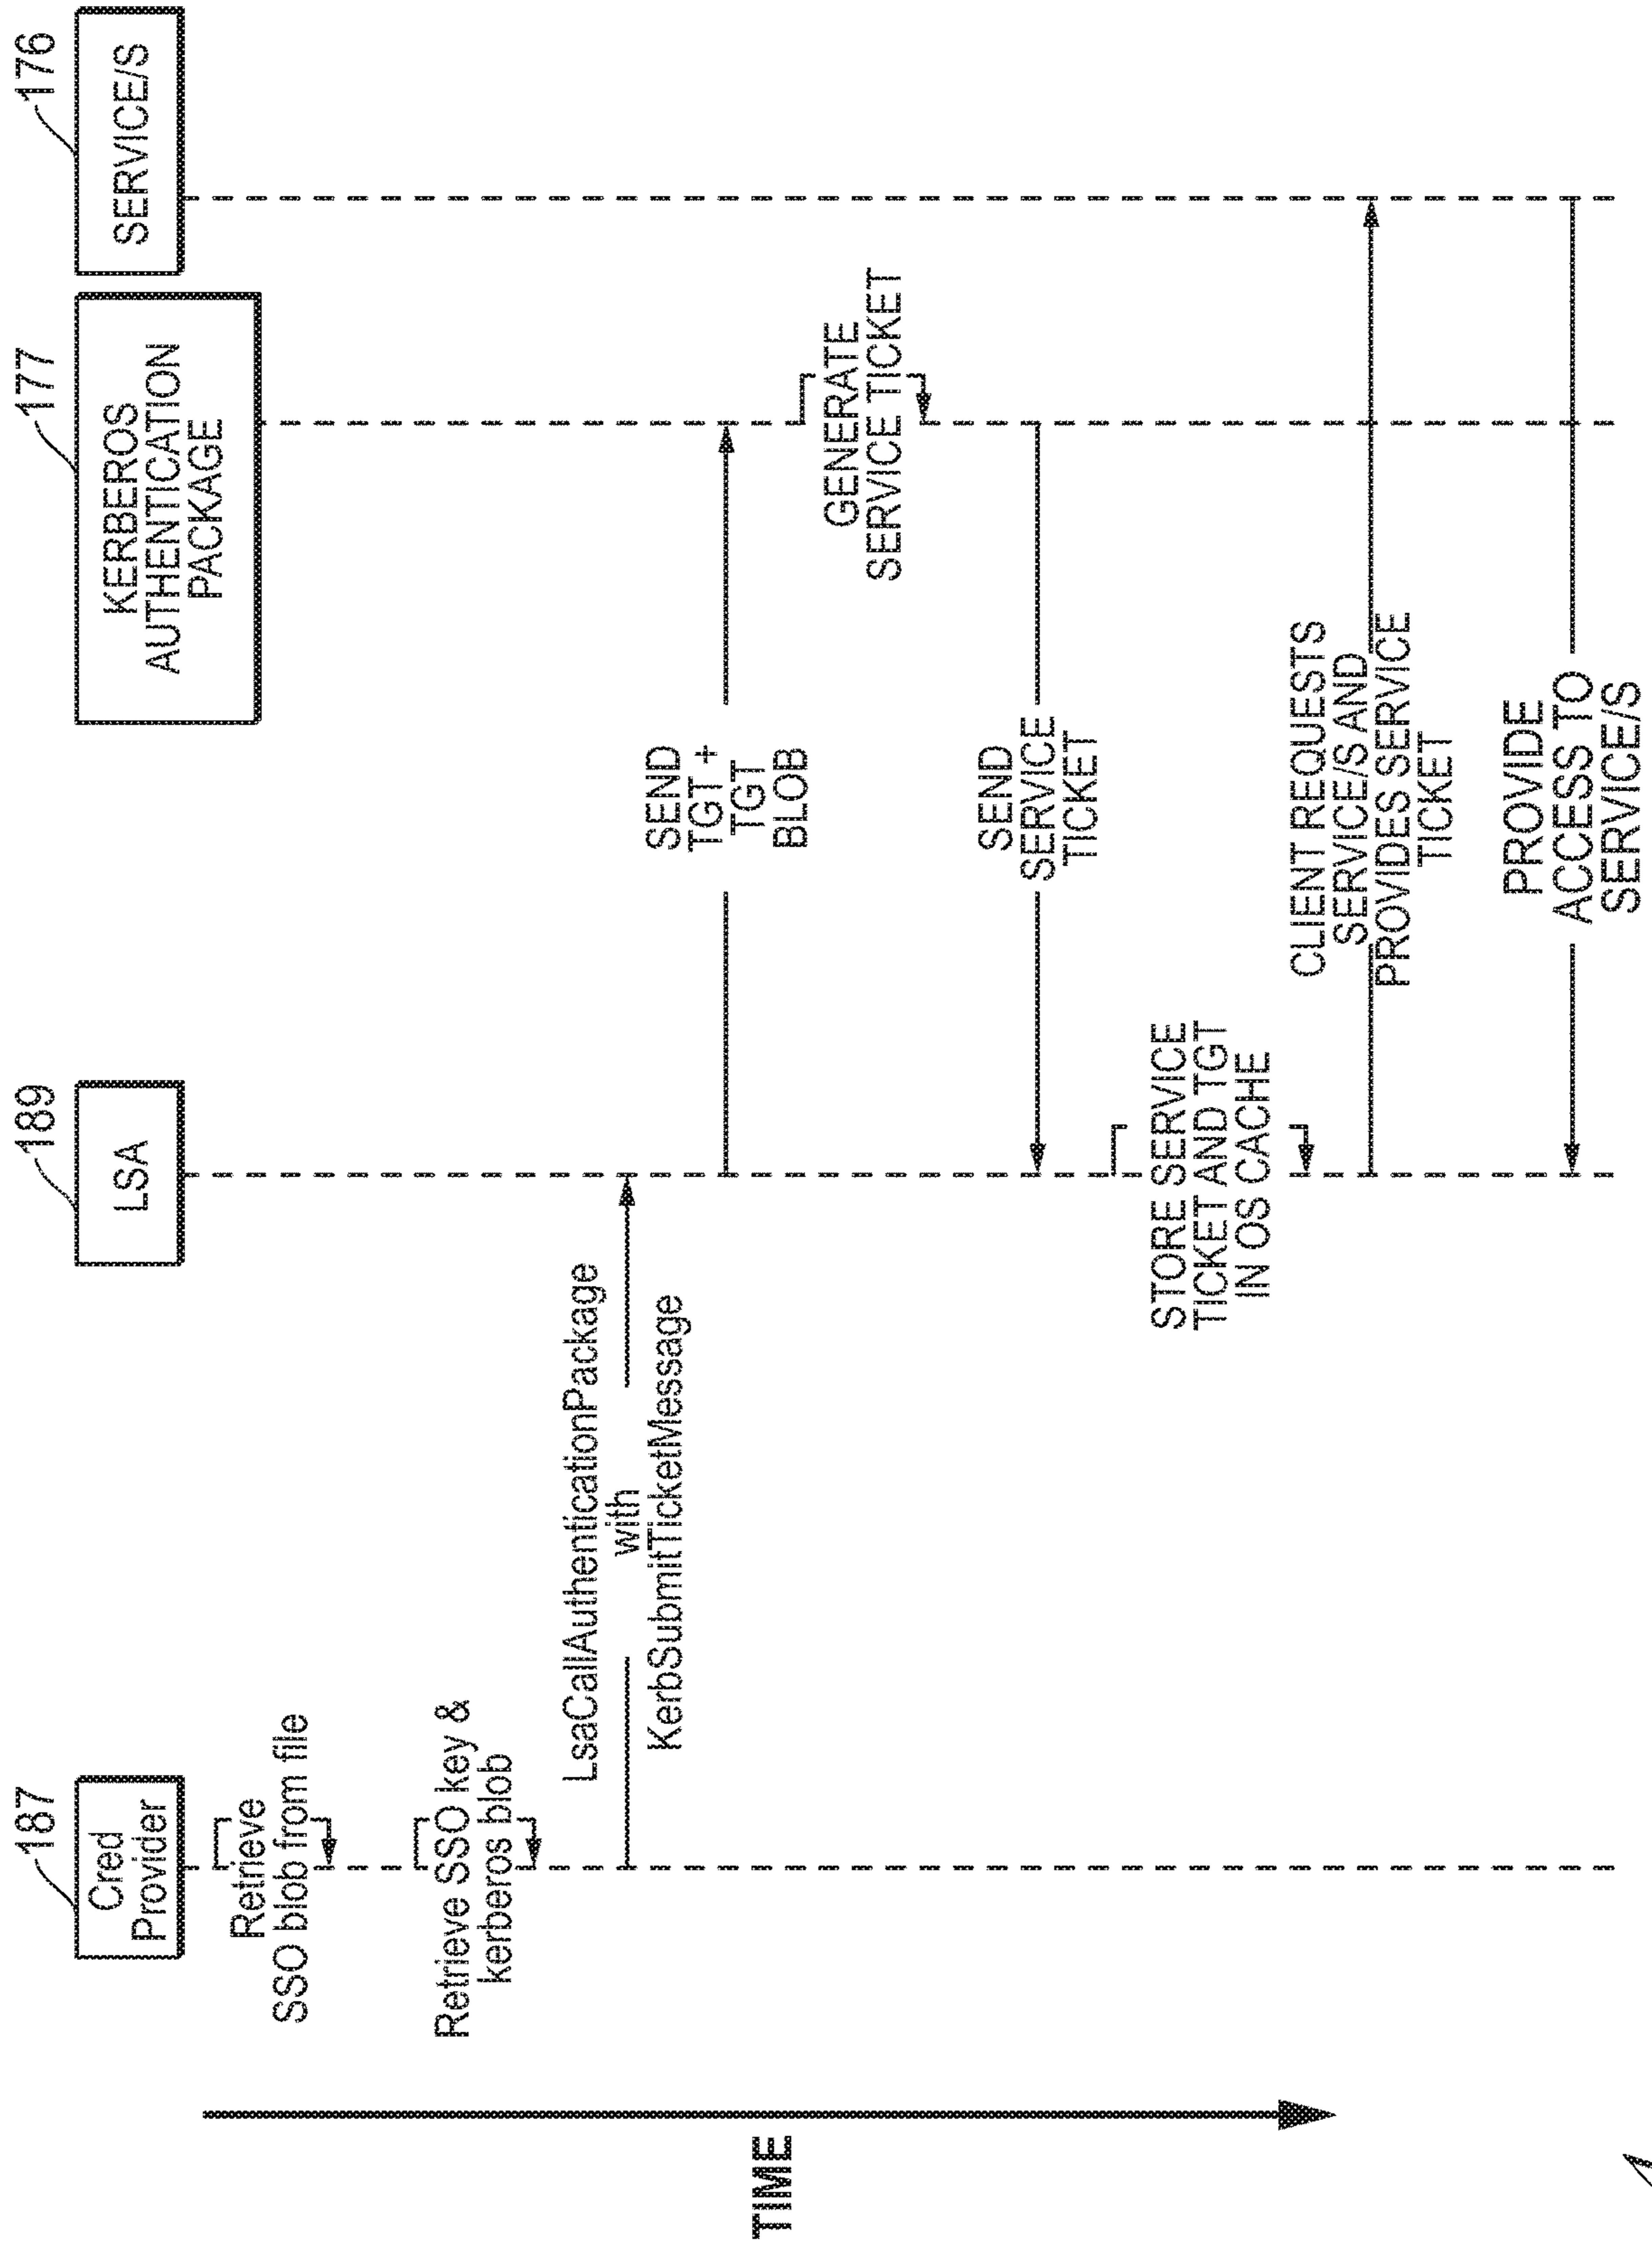 187
Cred
Provider
189
LSA
177
KERBEROS
AUTHENTICATION
PACKAGE
176
SERVICE/S
Retrieve
SSO blob from file
Retrieve SSO key &
kerberos blob
LsaCallAuthenticationPackage
with
KerbSubmitTicketMessage
SEND
TGT +
TGT
BLOB
GENERATE
SERVICE TICKET
SEND
SERVICE
TICKET
STORE SERVICE
TICKET AND TGT
IN OS CACHE
CLIENT REQUESTS
SERVICE/S AND
PROVIDES SERVICE
TICKET
PROVIDE
ACCESS TO
SERVICE/S
TIME